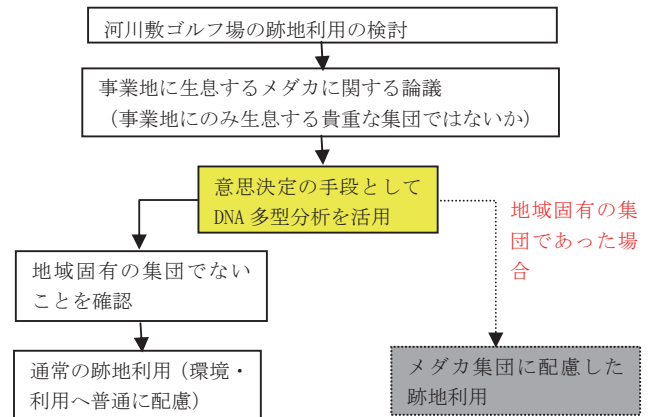 河川敷ゴルフ場の跡地利用の検討
事業地に生息するメダカに関する論議
（事業地にのみ生息する貴重な集団ではないか）
意思決定の手段として
DNA 多型分析を活用
地域固有の集
団であった場
合
地域固有の集団でない
ことを確認
通常の跡地利用（環境・
利用へ普通に配慮）
メダカ集団に配慮した
跡地利用